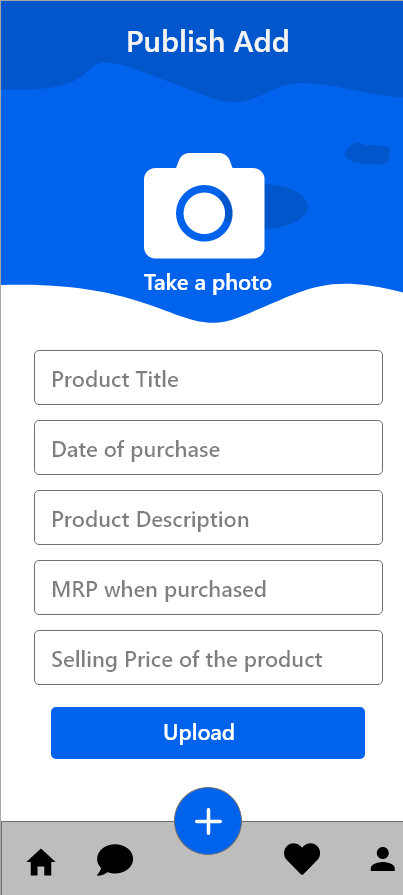 Publish Add
Take a photo
Product Title
Date of purchase
Product Description
MRP when purchased
Selling Price of the product
Upload